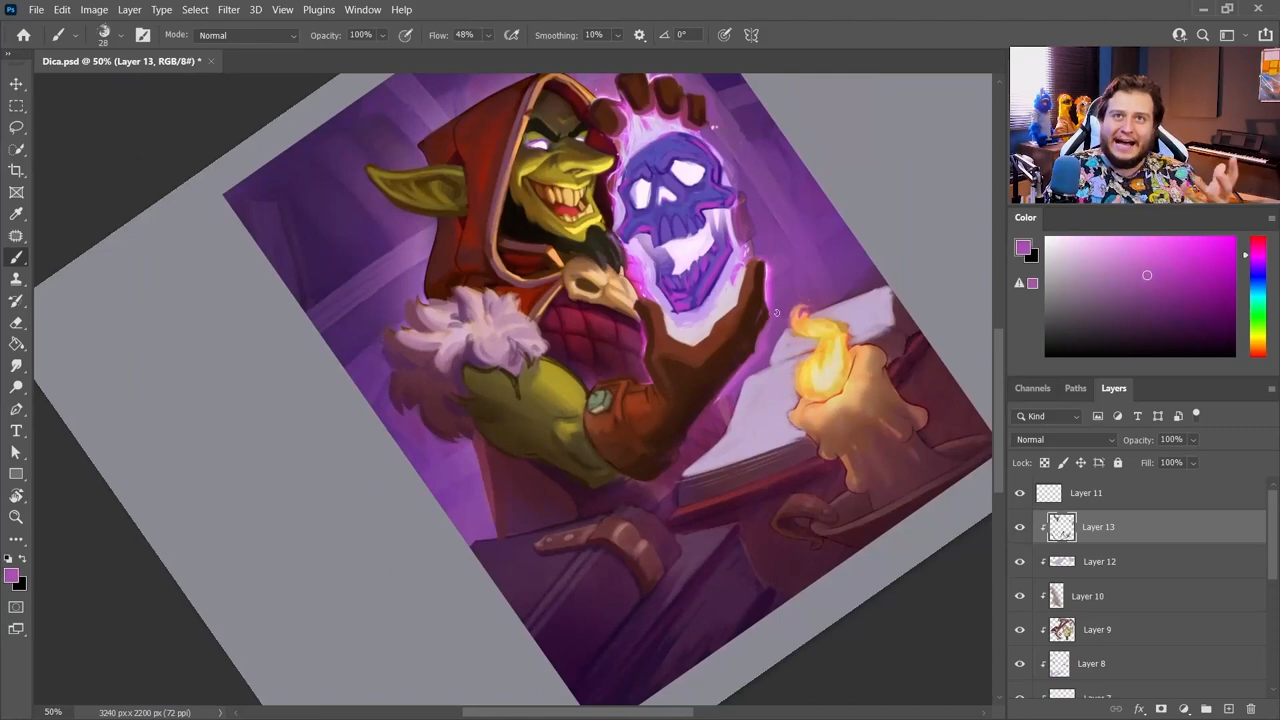 Ps File Edit Image Layer Type Select Filter 3D View Plugins Window Help
28 Mode: Normal Opacity: 100% Flow: 48% Smoothing: 10% 0°
Dica.psd @ 50% (Layer 13, RGB/8#) *
Color
Channels Paths Layers
Kind
Normal Opacity: 100%
Lock: Fill: 100%
Layer 11
Layer 13
Layer 12
Layer 10
Layer 9
Layer 8
50% 3240 px x 2200 px (72 ppi)